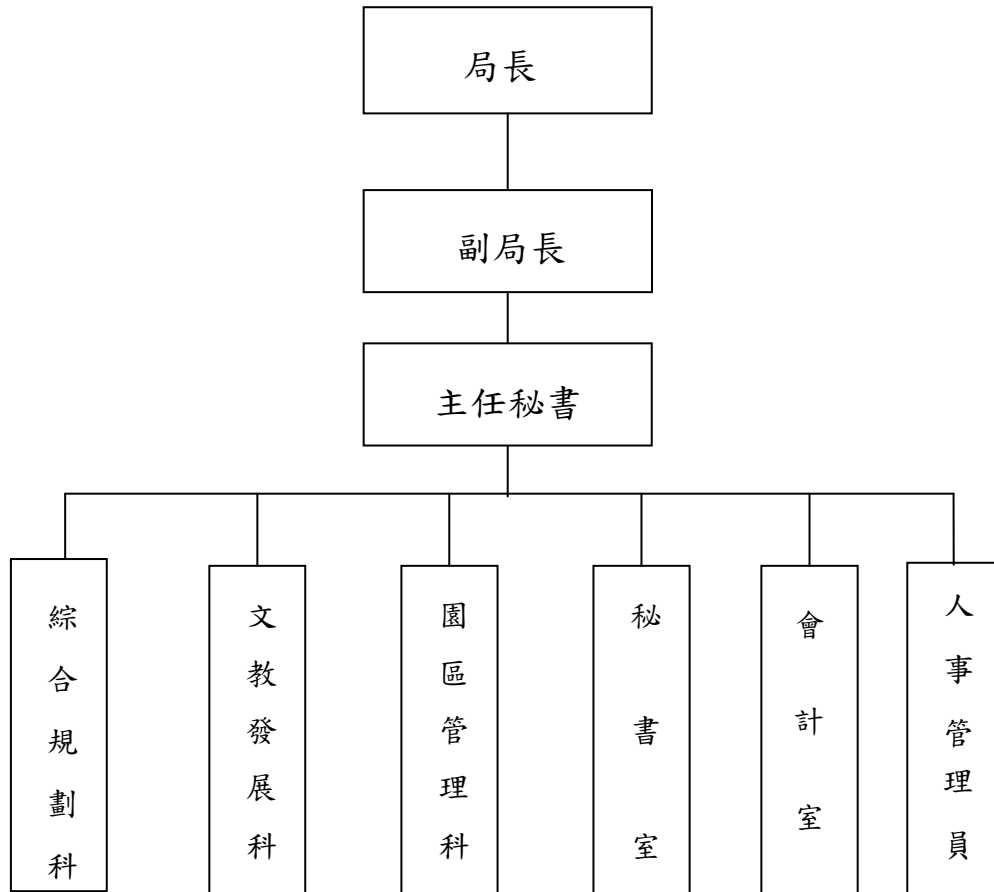 局長
副局長
主任秘書
綜合規劃科
文教發展科
園區管理科
秘書室
會計室
人事管理員